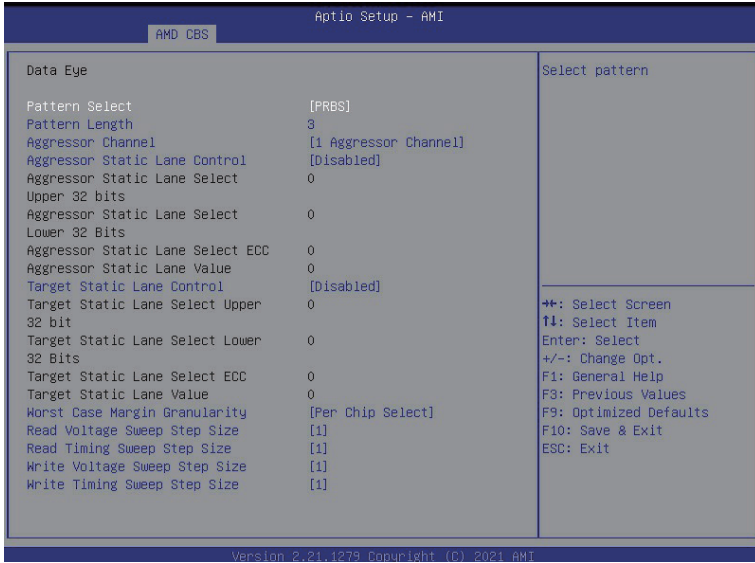 Aptio Setup – AMI
AMD CBS
Data Eye
Pattern Select [PRBS]
Pattern Length 3
Aggressor Channel [1 Aggressor Channel]
Aggressor Static Lane Control [Disabled]
Aggressor Static Lane Select 0
Upper 32 bits
Aggressor Static Lane Select 0
Lower 32 Bits
Aggressor Static Lane Select ECC 0
Aggressor Static Lane Value 0
Target Static Lane Control [Disabled]
Target Static Lane Select Upper 0
32 bit
Target Static Lane Select Lower 0
32 Bits
Target Static Lane Select ECC 0
Target Static Lane Value 0
Worst Case Margin Granularity [Per Chip Select]
Read Voltage Sweep Step Size [1]
Read Timing Sweep Step Size [1]
Write Voltage Sweep Step Size [1]
Write Timing Sweep Step Size [1]
Select pattern
→←: Select Screen
↑↓: Select Item
Enter: Select
+/-: Change Opt.
F1: General Help
F3: Previous Values
F9: Optimized Defaults
F10: Save & Exit
ESC: Exit
Version 2.21.1279 Copyright (C) 2021 AMI